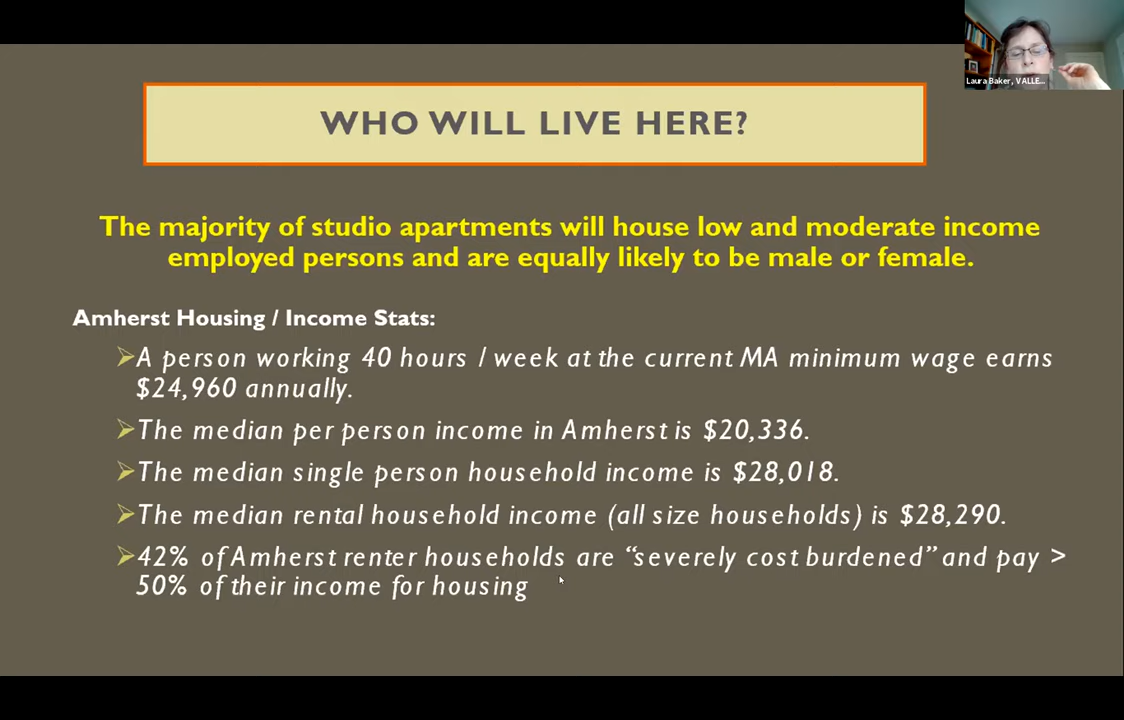 Laura Baker, VALLE...
WHO WILL LIVE HERE?
The majority of studio apartments will house low and moderate income
employed persons and are equally likely to be male or female.
Amherst Housing / Income Stats:
A person working 40 hours / week at the current MA minimum wage earns
$24,960 annually.
The median per person income in Amherst is $20,336.
The median single person household income is $28,018.
The median rental household income (all size households) is $28,290.
42% of Amherst renter households are “severely cost burdened” and pay >
50% of their income for housing